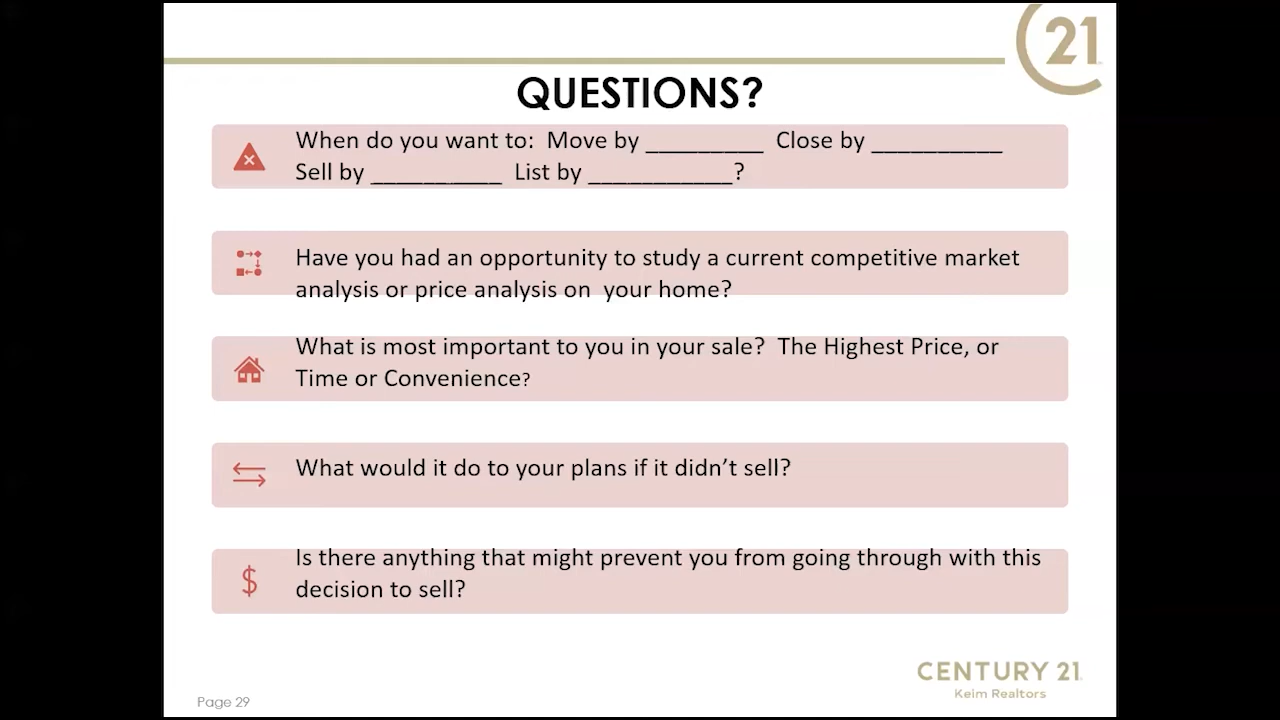 21
QUESTIONS?
When do you want to:  Move by _________  Close by __________
Sell by __________  List by ___________?
Have you had an opportunity to study a current competitive market
analysis or price analysis on  your home?
What is most important to you in your sale?  The Highest Price, or
Time or Convenience?
What would it do to your plans if it didn’t sell?
Is there anything that might prevent you from going through with this
decision to sell?
CENTURY 21
Keim Realtors
Page 29